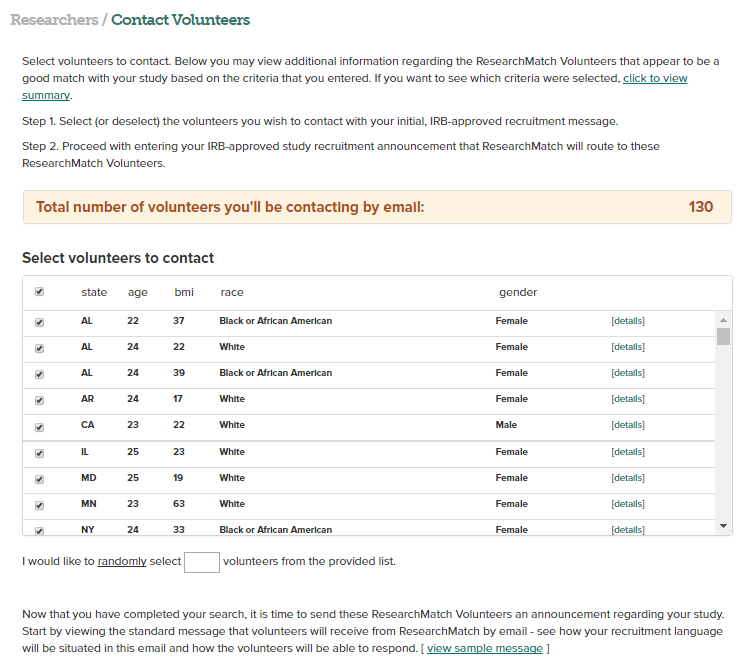 Researchers / Contact Volunteers
Select volunteers to contact. Below you may view additional information regarding the ResearchMatch Volunteers that appear to be a
good match with your study based on the criteria that you entered. If you want to see which criteria were selected, click to view
summary.
Step 1. Select (or deselect) the volunteers you wish to contact with your initial, IRB-approved recruitment message.
Step 2. Proceed with entering your IRB-approved study recruitment announcement that ResearchMatch will route to these
ResearchMatch Volunteers.
Total number of volunteers you'll be contacting by email: 130
Select volunteers to contact
state age bmi race gender
AL 22 37 Black or African American Female [details]
AL 24 22 White Female [details]
AL 24 39 Black or African American Female [details]
AR 24 17 White Female [details]
CA 23 22 White Male [details]
IL 25 23 White Female [details]
MD 25 19 White Female [details]
MN 23 63 White Female [details]
NY 24 33 Black or African American Female [details]
I would like to randomly select volunteers from the provided list.
Now that you have completed your search, it is time to send these ResearchMatch Volunteers an announcement regarding your study.
Start by viewing the standard message that volunteers will receive from ResearchMatch by email - see how your recruitment language
will be situated in this email and how the volunteers will be able to respond. [ view sample message ]